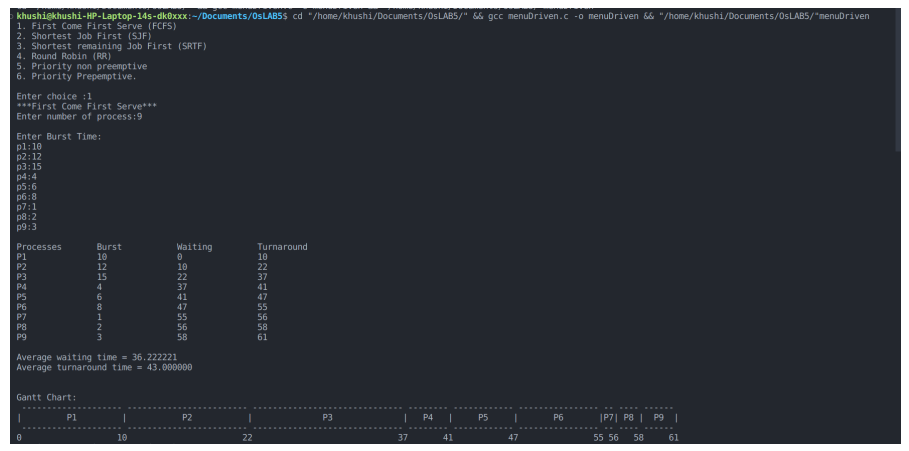 khushi@khushi-HP-Laptop-14s-dk0xxx:~/Documents/OsLAB5$ cd "/home/khushi/Documents/OsLAB5/" && gcc menuDriven.c -o menuDriven && "/home/khushi/Documents/OsLAB5/"menuDriven
1. First Come First Serve (FCFS)
2. Shortest Job First (SJF)
3. Shortest remaining Job First (SRTF)
4. Round Robin (RR)
5. Priority non preemptive
6. Priority Prepemptive.
Enter choice :1
***First Come First Serve***
Enter number of process:9
Enter Burst Time:
p1:10
p2:12
p3:15
p4:4
p5:6
p6:8
p7:1
p8:2
p9:3
Processes Burst Waiting Turnaround
P1 10 0 10
P2 12 10 22
P3 15 22 37
P4 4 37 41
P5 6 41 47
P6 8 47 55
P7 1 55 56
P8 2 56 58
P9 3 58 61
Average waiting time = 36.222221
Average turnaround time = 43.000000
Gantt Chart:
-------------------- ------------------------ ------------------------------ -------- ------------ ---------------- -- ---- ------
| P1 | P2 | P3 | P4 | P5 | P6 |P7| P8 | P9 |
-------------------- ------------------------ ------------------------------ -------- ------------ ---------------- -- ---- ------
0 10 22 37 41 47 55 56 58 61